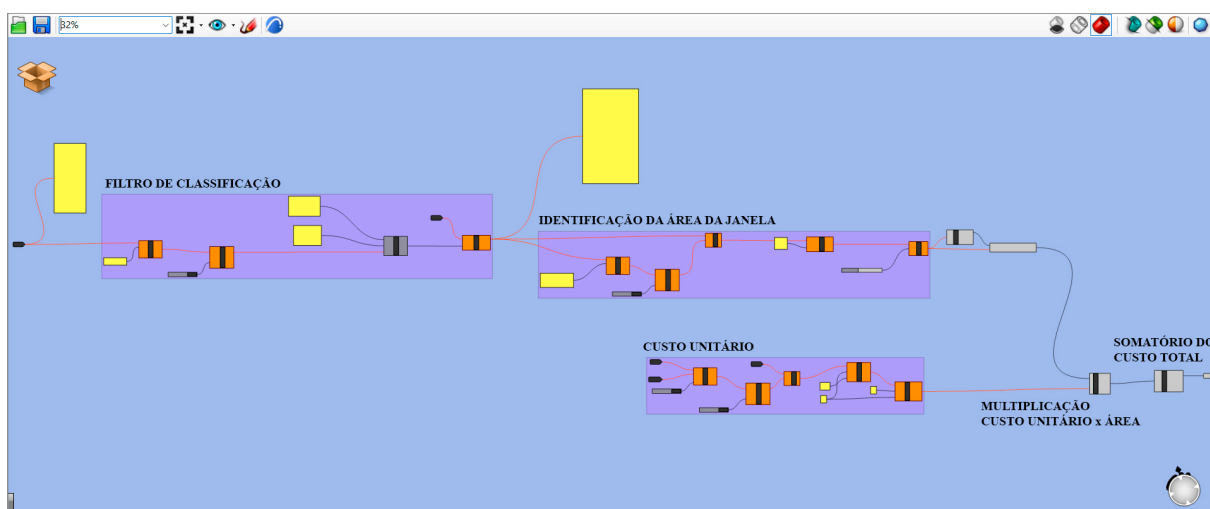 32%
FILTRO DE CLASSIFICAÇÃO
IDENTIFICAÇÃO DA ÁREA DA JANELA
CUSTO UNITÁRIO
SOMATÓRIO DO
CUSTO TOTAL
MULTIPLICAÇÃO
CUSTO UNITÁRIO x ÁREA